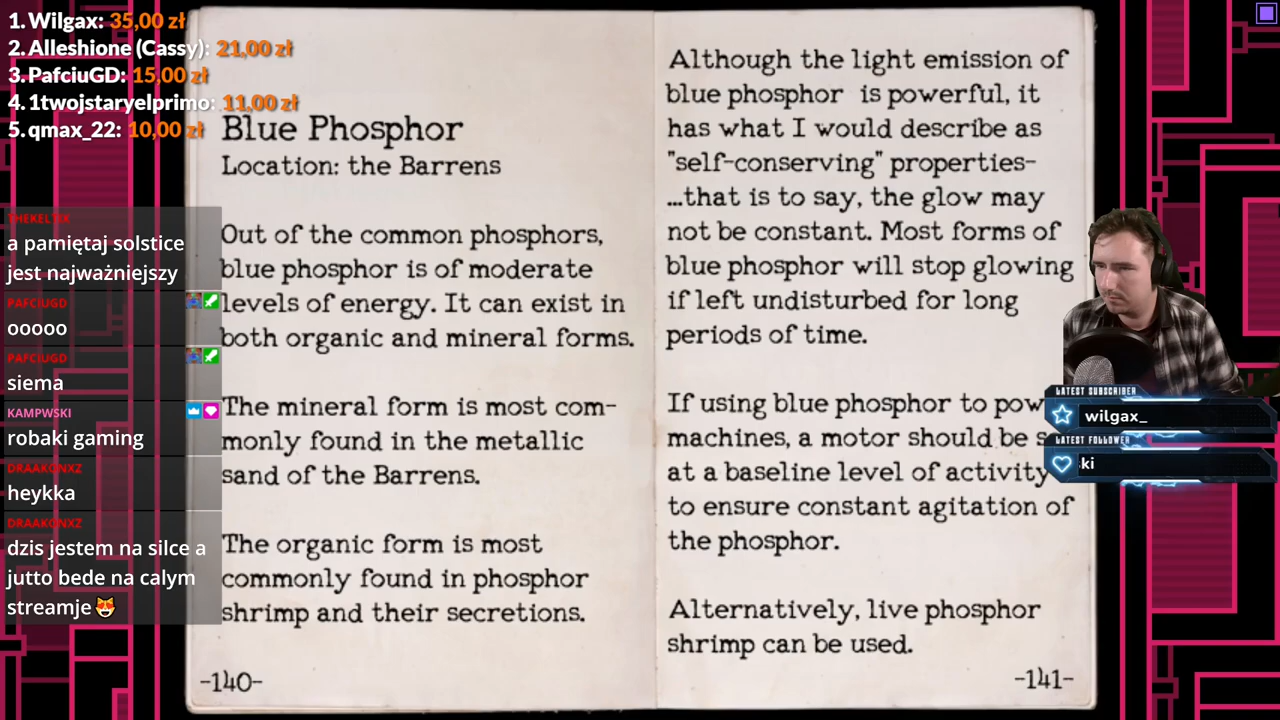 1. Wilgax: 35,00 zł
2. Alleshione (Cassy): 21,00 zł
3. PafciuGD: 15,00 zł
4. 1twojstaryelprimo: 11,00 zł
5. qmax_22: 10,00 zł
THEKELTIX
a pamiętaj solstice
jest najważniejszy
PAFCIUGD
ooooo
PAFCIUGD
siema
KAMPWSKI
robaki gaming
DRAAKONXZ
heykka
DRAAKONXZ
dzis jestem na silce a
jutto bede na calym
streamje😻
Blue Phosphor
Location: the Barrens
Out of the common phosphors,
blue phosphor is of moderate
levels of energy. It can exist in
both organic and mineral forms.
The mineral form is most com-
monly found in the metallic
sand of the Barrens.
The organic form is most
commonly found in phosphor
shrimp and their secretions.
-140-
Although the light emission of
blue phosphor is powerful, it
has what I would describe as
"self-conserving" properties-
...that is to say, the glow may
not be constant. Most forms of
blue phosphor will stop glowing
if left undisturbed for long
periods of time.
If using blue phosphor to pow
machines, a motor should be s
at a baseline level of activity
to ensure constant agitation of
the phosphor.
Alternatively, live phosphor
shrimp can be used.
-141-
LATEST SUBSCRIBER
wilgax_
LATEST FOLLOWER
ki